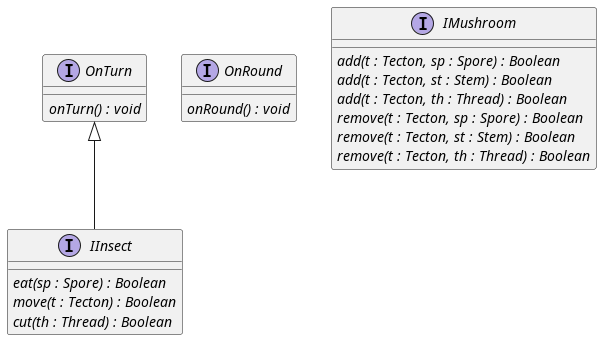 I OnTurn
onTurn() : void
I OnRound
onRound() : void
I IMushroom
add(t : Tecton, sp : Spore) : Boolean
add(t : Tecton, st : Stem) : Boolean
add(t : Tecton, th : Thread) : Boolean
remove(t : Tecton, sp : Spore) : Boolean
remove(t : Tecton, st : Stem) : Boolean
remove(t : Tecton, th : Thread) : Boolean
I IInsect
eat(sp : Spore) : Boolean
move(t : Tecton) : Boolean
cut(th : Thread) : Boolean